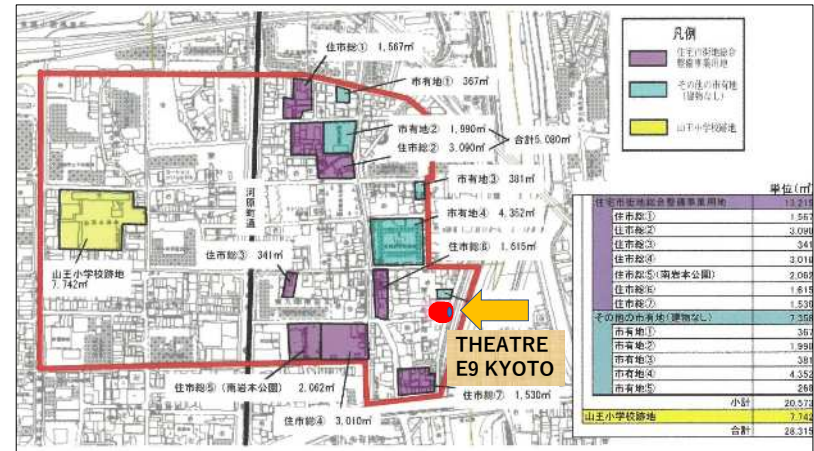 凡例
住宅市街地総合
整備事業用地
その他の市有地
(建物なし)
山王小学校跡地
住市総① 1,567㎡
市有地① 367㎡
市有地② 1,990㎡
住市総② 3,090㎡
合計5,080㎡
市有地③ 381㎡
市有地④ 4,352㎡
住市総⑥ 1,615㎡
河原町通
住市総③ 341㎡
山王小学校跡地
7,742㎡
THEATRE
E9 KYOTO
住市総⑤(南岩本公園) 2,062㎡
住市総⑦ 1,530㎡
住市総④ 3,010㎡
単位(㎡
住宅市街地総合整備事業用地 13,215
住市総① 1,567
住市総② 3,090
住市総③ 341
住市総④ 3,010
住市総⑤(南岩本公園) 2,062
住市総⑥ 1,615
住市総⑦ 1,530
その他の市有地(建物なし) 7,358
市有地① 367
市有地② 1,990
市有地③ 381
市有地④ 4,352
市有地⑤ 268
小計 20,573
山王小学校跡地 7,742
合計 28,315